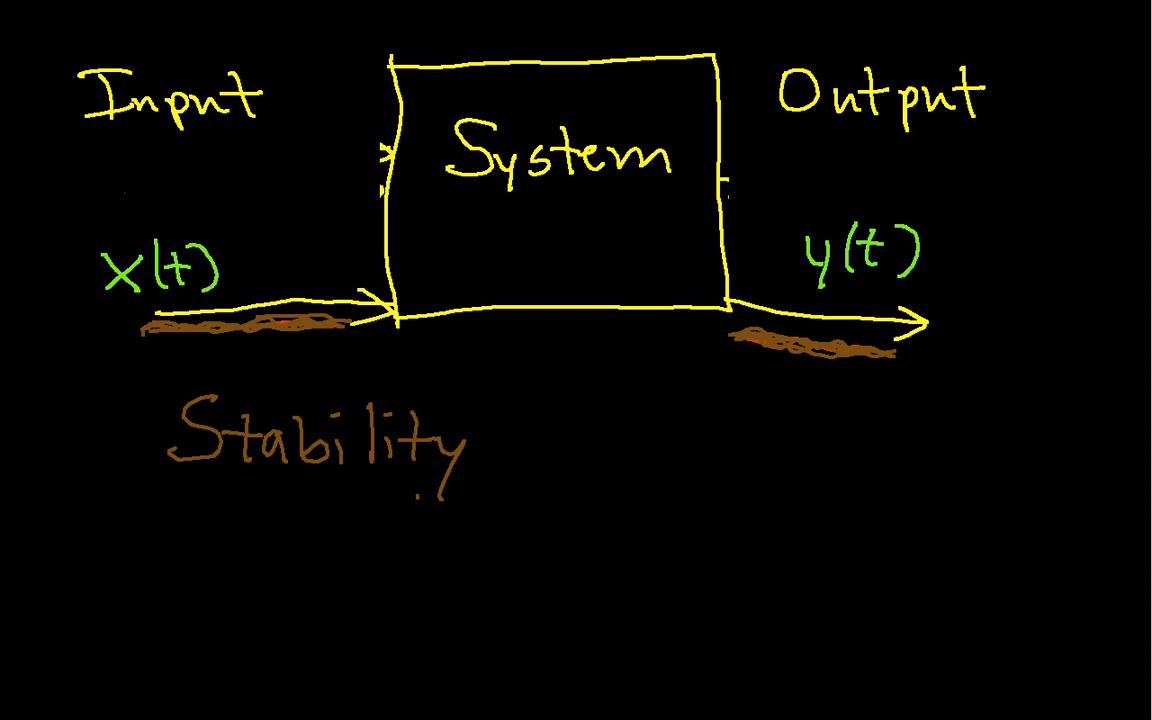 Input
System
Output
x(t)
y(t)
Stability